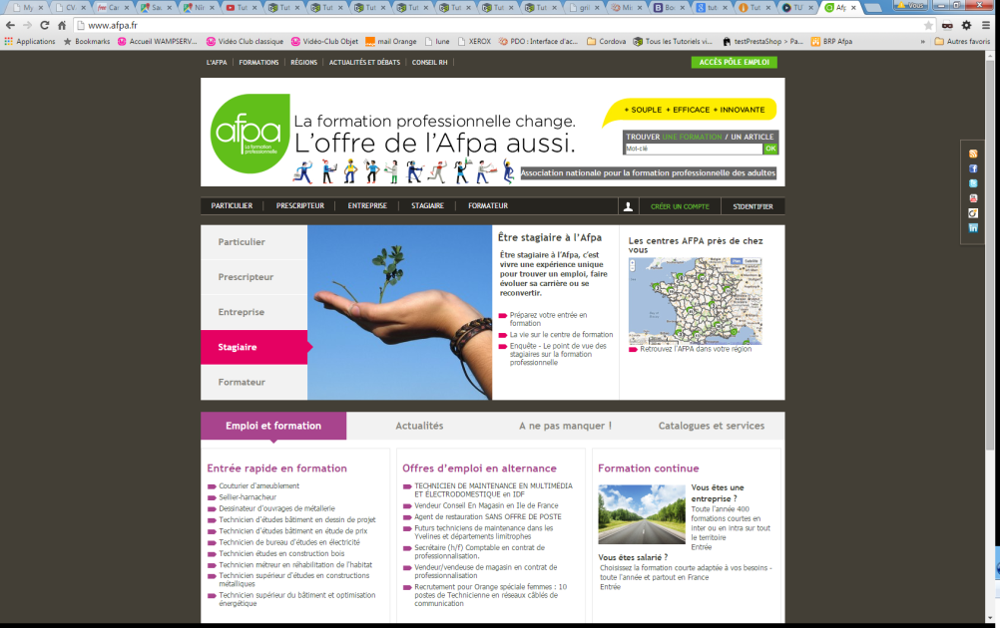 My
CV
Car
Sau
Tut
Tut
Tut
Tut
Tut
Tut
Tut
Tut
Tut
gril
Mis
Bo
tut
Tut
TU
Vous
www.afpa.fr
Applications
Bookmarks
Accueil WAMPSERV...
Vidéo Club classique
Vidéo-Club Objet
mail Orange
lune
XEROX
PDO : Interface d'ac...
Cordova
Tous les Tutoriels vi...
testPrestaShop > Pa...
BRP Afpa
»
Autres favoris
L'AFPA
FORMATIONS
RÉGIONS
ACTUALITÉS ET DÉBATS
CONSEIL RH
ACCÈS PÔLE EMPLOI
afpa
La formation
professionnelle
La formation professionnelle change.
L'offre de l'Afpa aussi.
+ SOUPLE + EFFICACE + INNOVANTE
TROUVER UNE FORMATION / UN ARTICLE
Mot-clé
OK
Association nationale pour la formation professionnelle des adultes
PARTICULIER
PRESCRIPTEUR
ENTREPRISE
STAGIAIRE
FORMATEUR
CRÉER UN COMPTE
S'IDENTIFIER
Particulier
Prescripteur
Entreprise
Stagiaire
Formateur
Être stagiaire à l'Afpa
Être stagiaire à l'Afpa, c'est
vivre une expérience unique
pour trouver un emploi, faire
évoluer sa carrière ou se
reconvertir.
Préparez votre entrée en
formation
La vie sur le centre de formation
Enquête - Le point de vue des
stagiaires sur la formation
professionnelle
Les centres AFPA près de chez
vous
Retrouvez l'AFPA dans votre région
Emploi et formation
Actualités
A ne pas manquer !
Catalogues et services
Entrée rapide en formation
Couturier d'ameublement
Sellier-harnacheur
Dessinateur d'ouvrages de métallerie
Technicien d'études bâtiment en dessin de projet
Technicien d'études bâtiment en étude de prix
Technicien de bureau d'études en électricité
Technicien études en construction bois
Technicien métreur en réhabilitation de l'habitat
Technicien supérieur d'études en constructions
métalliques
Technicien supérieur du bâtiment et optimisation
énergétique
Offres d'emploi en alternance
TECHNICIEN DE MAINTENANCE EN MULTIMÉDIA
ET ÉLECTRODOMESTIQUE en IDF
Vendeur Conseil En Magasin en Ile de France
Agent de restauration SANS OFFRE DE POSTE
Futurs techniciens de maintenance dans les
Yvelines et départements limitrophes
Secrétaire (h/f) Comptable en contrat de
professionnalisation.
Vendeur/vendeuse de magasin en contrat de
professionnalisation
Recrutement pour Orange spéciale femmes : 10
postes de Technicienne en réseaux câblés de
communication
Formation continue
Vous êtes une
entreprise ?
Toute l'année 400
formations courtes en
Inter ou en Intra sur tout
le territoire
Entrée
Vous êtes salarié ?
Choisissez la formation courte adaptée à vos besoins -
toute l'année et partout en France
Entrée